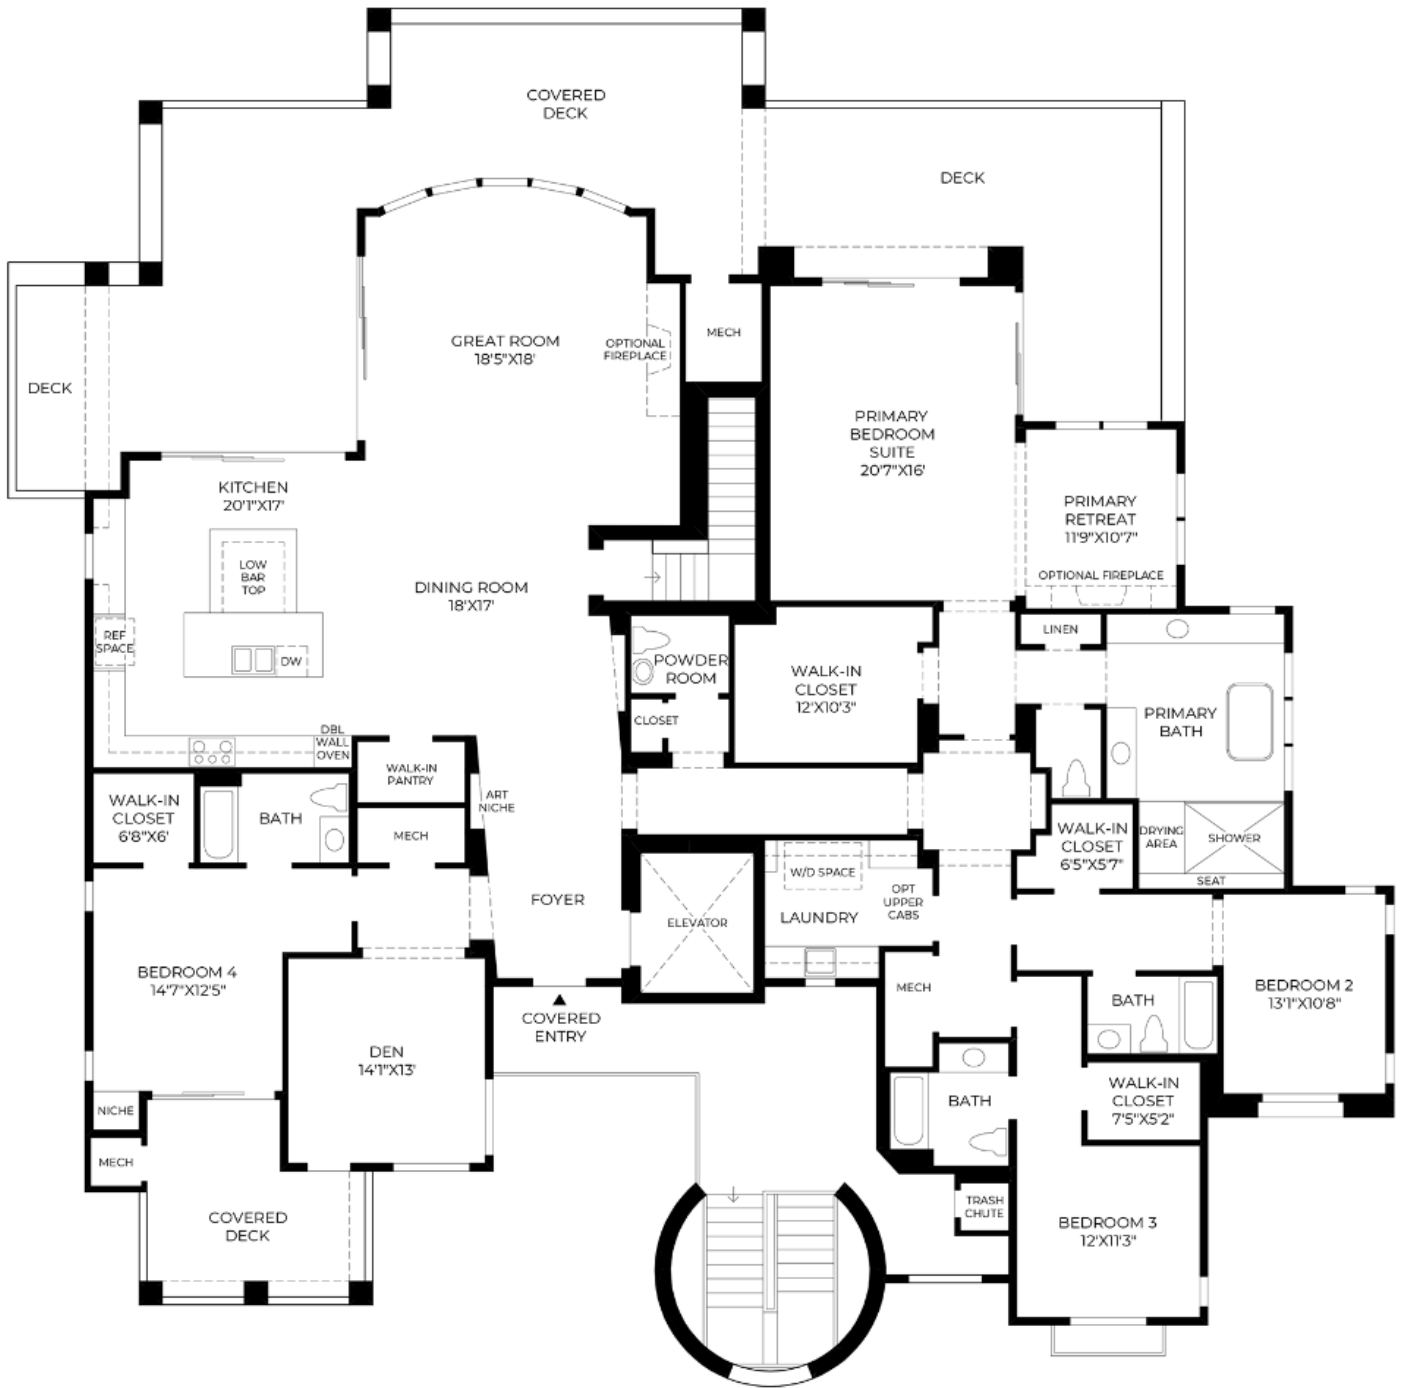 COVERED
DECK
DECK
GREAT ROOM
18'5"X18'
OPTIONAL
FIREPLACE
MECH
DECK
PRIMARY
BEDROOM
SUITE
20'7"X16'
KITCHEN
20'1"X17'
PRIMARY
RETREAT
11'9"X10'7"
OPTIONAL FIREPLACE
LOW
BAR
TOP
DINING ROOM
18'X17'
REF
SPACE
DW
LINEN
POWDER
ROOM
WALK-IN
CLOSET
12'X10'3"
CLOSET
PRIMARY
BATH
DBL
WALL
OVEN
WALK-IN
PANTRY
ART
NICHE
WALK-IN
CLOSET
6'8"X6'
BATH
MECH
WALK-IN
CLOSET
6'5"X5'7"
DRYING
AREA
SHOWER
SEAT
W/D SPACE
OPT
UPPER
CABS
LAUNDRY
FOYER
ELEVATOR
BEDROOM 4
14'7"X12'5"
MECH
BATH
BEDROOM 2
13'1"X10'8"
COVERED
ENTRY
DEN
14'1"X13'
NICHE
BATH
WALK-IN
CLOSET
7'5"X5'2"
MECH
COVERED
DECK
TRASH
CHUTE
BEDROOM 3
12'X11'3"